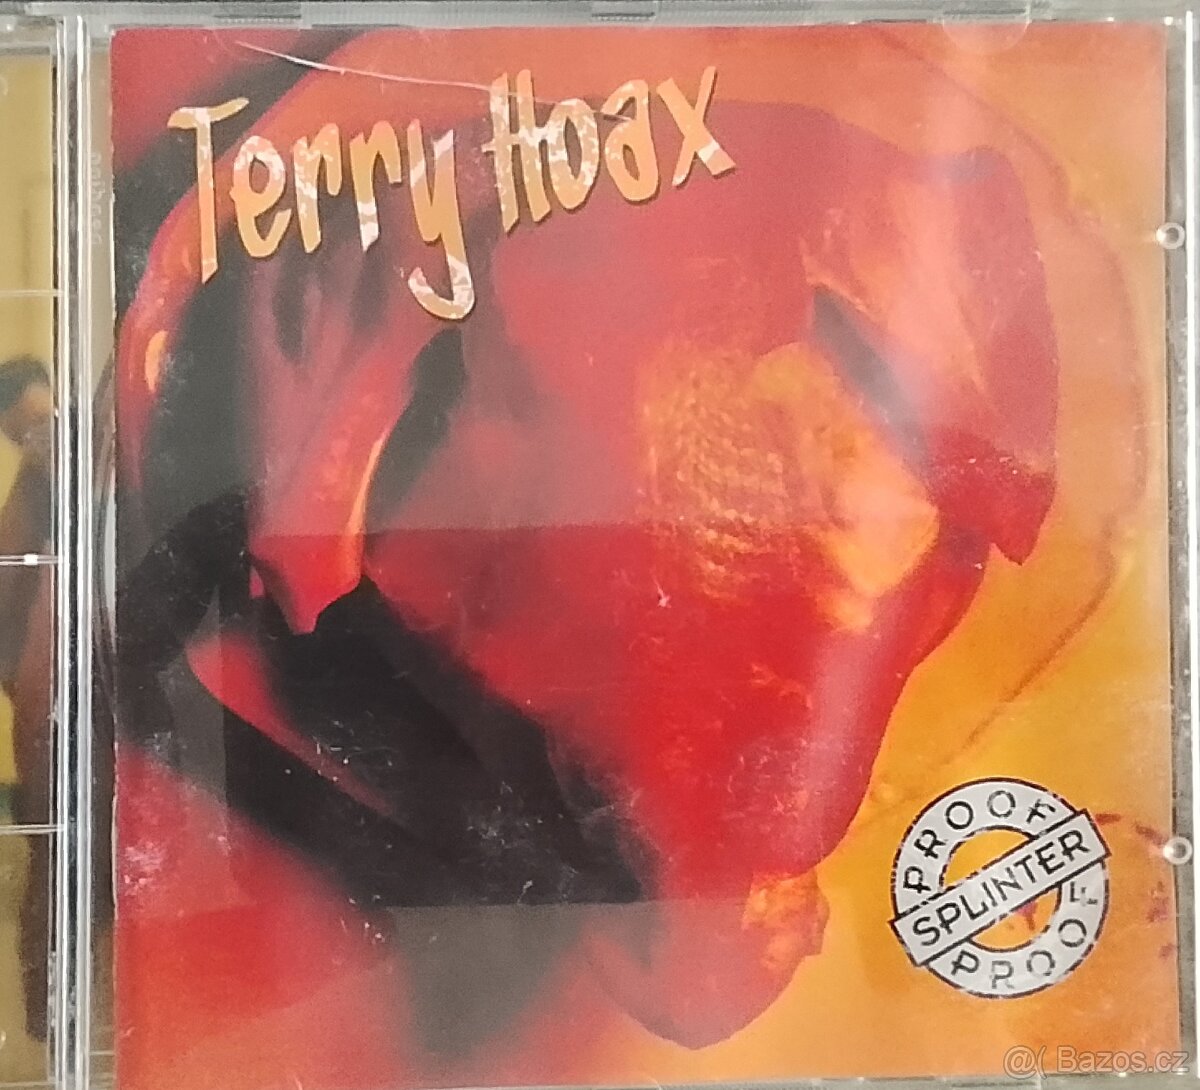 Terry Hoax
PROOF
SPLINTER
PROOF
@( Bazos.cz